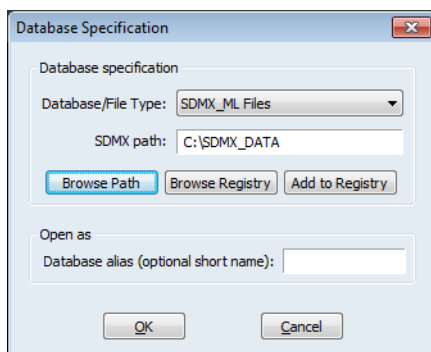 Database Specification
Database specification
Database/File Type: SDMX_ML Files
SDMX path: C:\SDMX_DATA
Browse Path Browse Registry Add to Registry
Open as
Database alias (optional short name):
OK Cancel